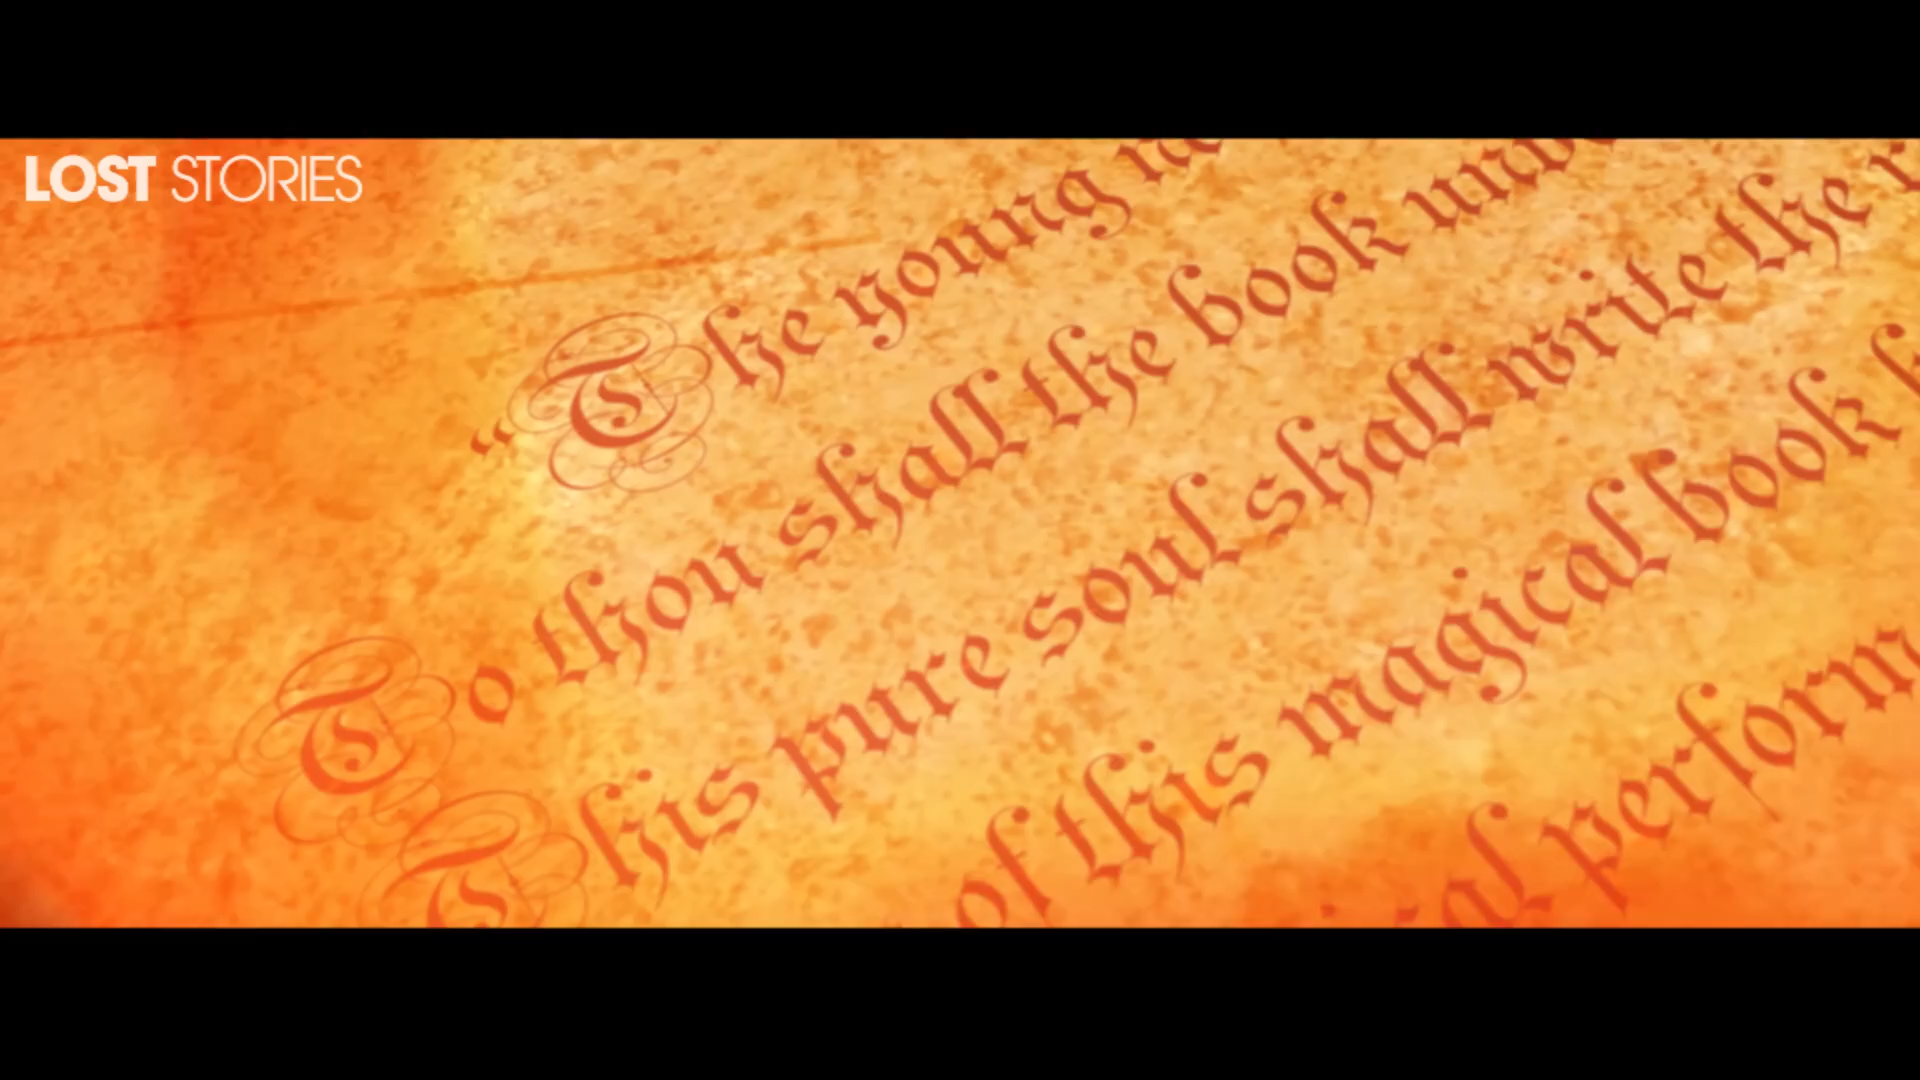 LOST STORIES
“The young
To thou shall the book
This pure soul shall write the
of this magical book
perform